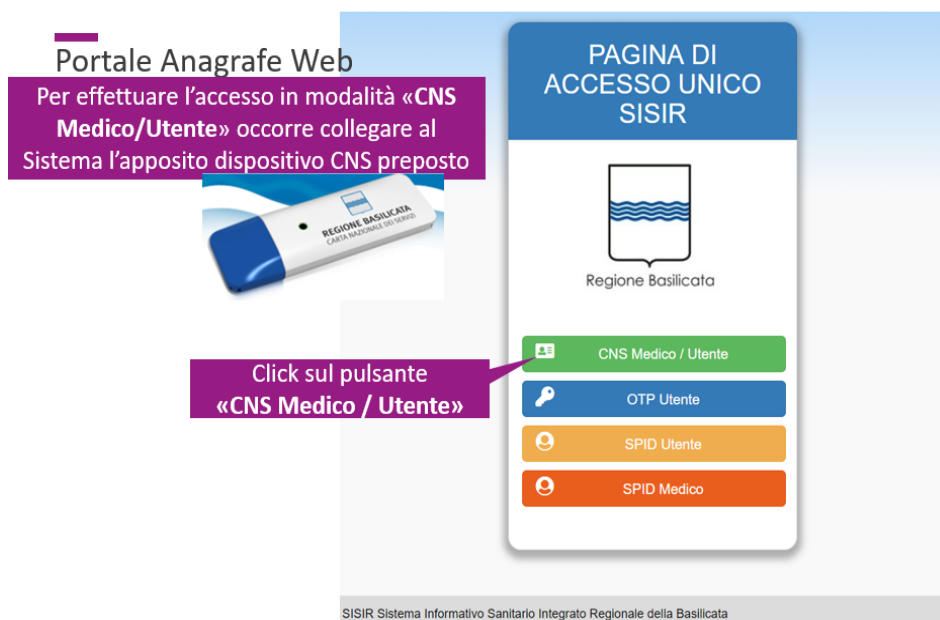 Portale Anagrafe Web
Per effettuare l’accesso in modalità «CNS
Medico/Utente» occorre collegare al
Sistema l’apposito dispositivo CNS preposto
REGIONE BASILICATA
CARTA NAZIONALE DEI SERVIZI
Click sul pulsante
«CNS Medico / Utente»
PAGINA DI
ACCESSO UNICO
SISIR
Regione Basilicata
CNS Medico / Utente
OTP Utente
SPID Utente
SPID Medico
SISIR Sistema Informativo Sanitario Integrato Regionale della Basilicata